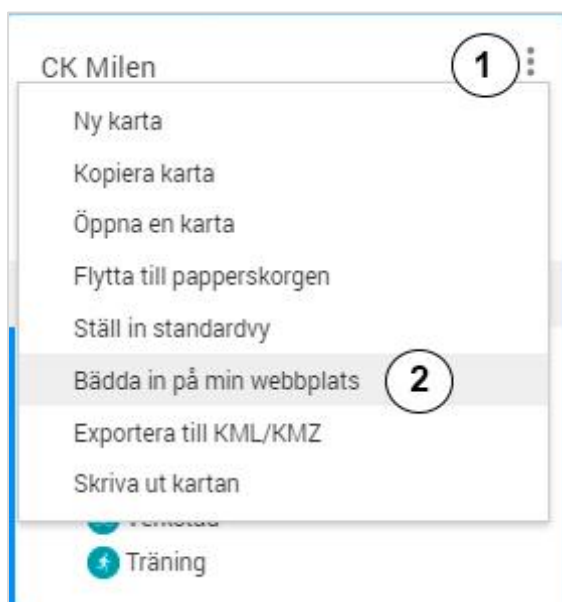 CK Milen 1
Ny karta
Kopiera karta
Öppna en karta
Flytta till papperskorgen
Ställ in standardvy
Bädda in på min webbplats 2
Exportera till KML/KMZ
Skriva ut kartan
Träning